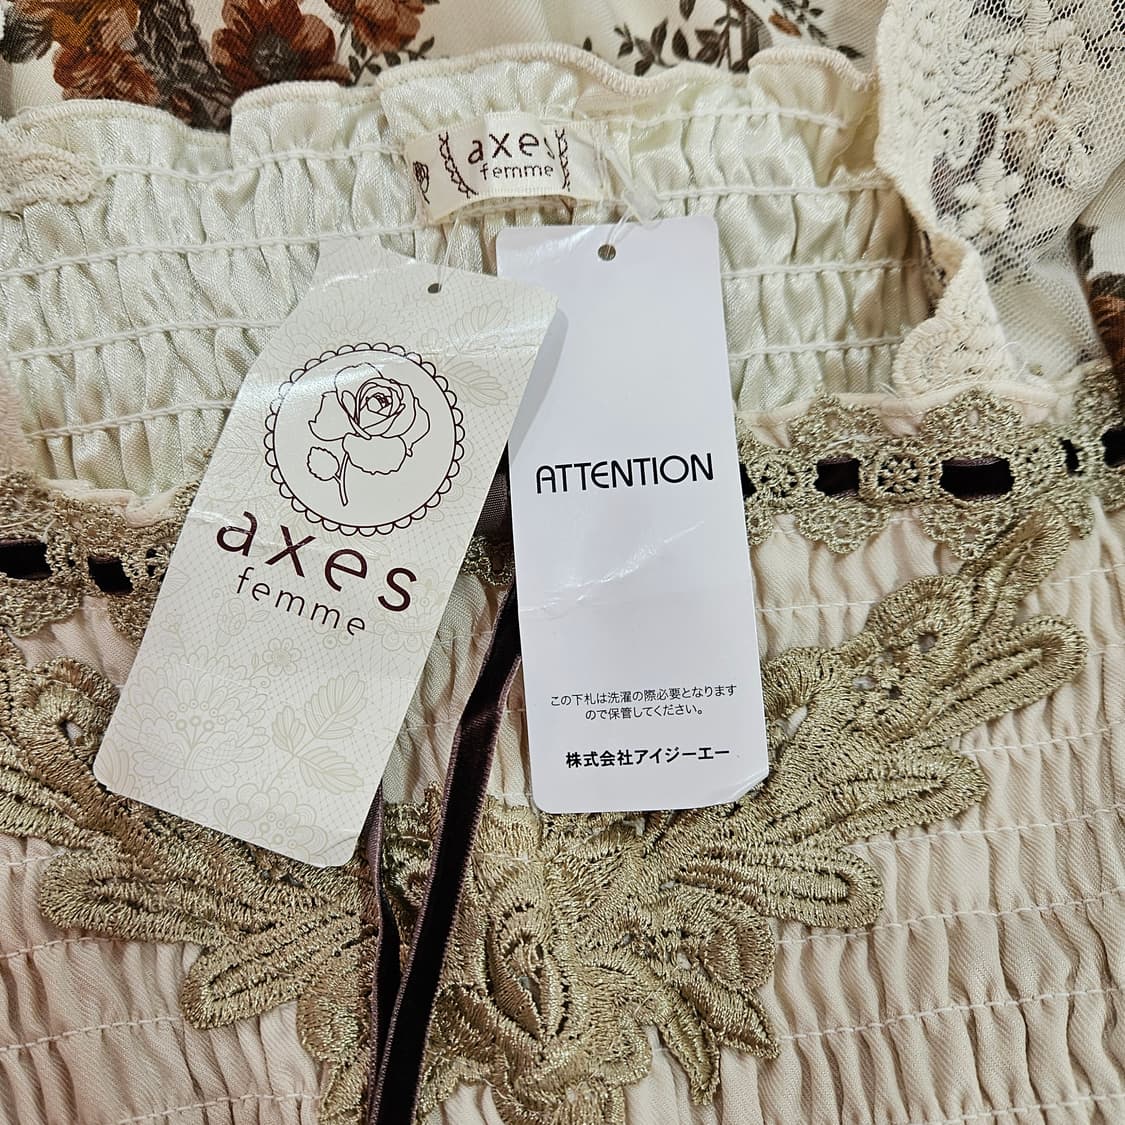 axes
femme
axes
femme
ATTENTION
この下札は洗濯の際必要となります
ので保管してください。
株式会社アイジーエー